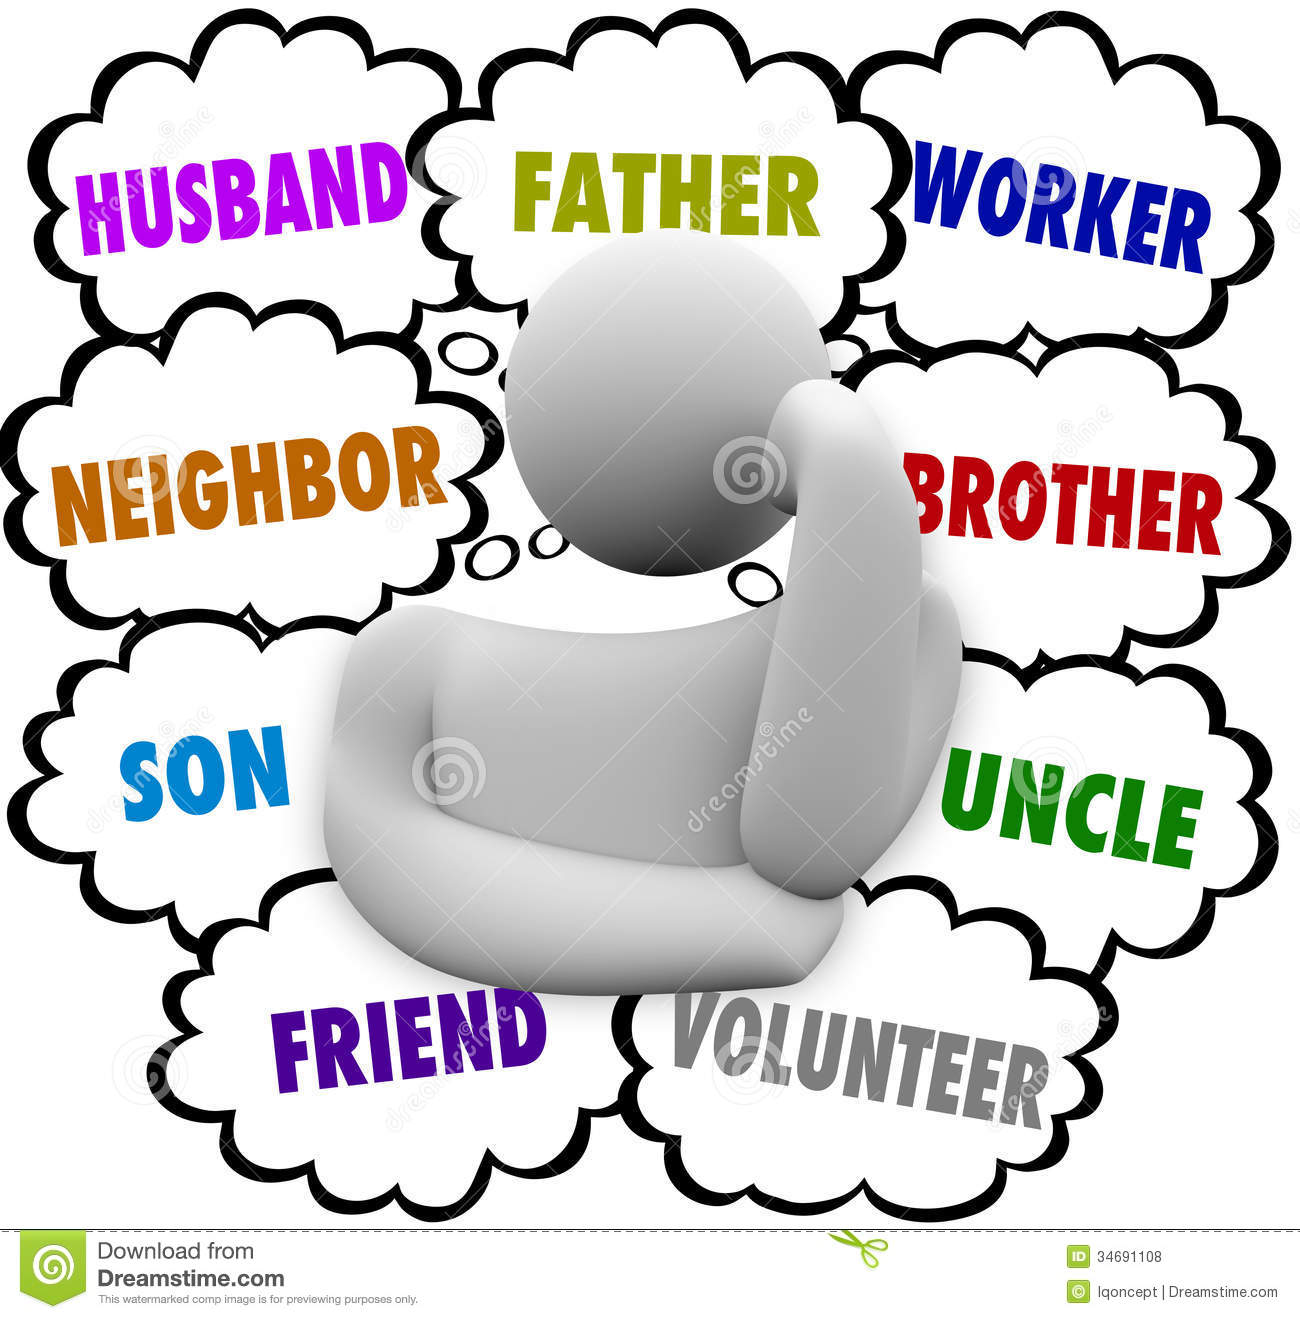 HUSBAND
FATHER
WORKER
NEIGHBOR
BROTHER
SON
UNCLE
FRIEND
VOLUNTEER
dreamstime
Download from
Dreamstime.com
This watermarked comp image is for previewing purposes only.
ID 34691108
© Iqoncept | Dreamstime.com